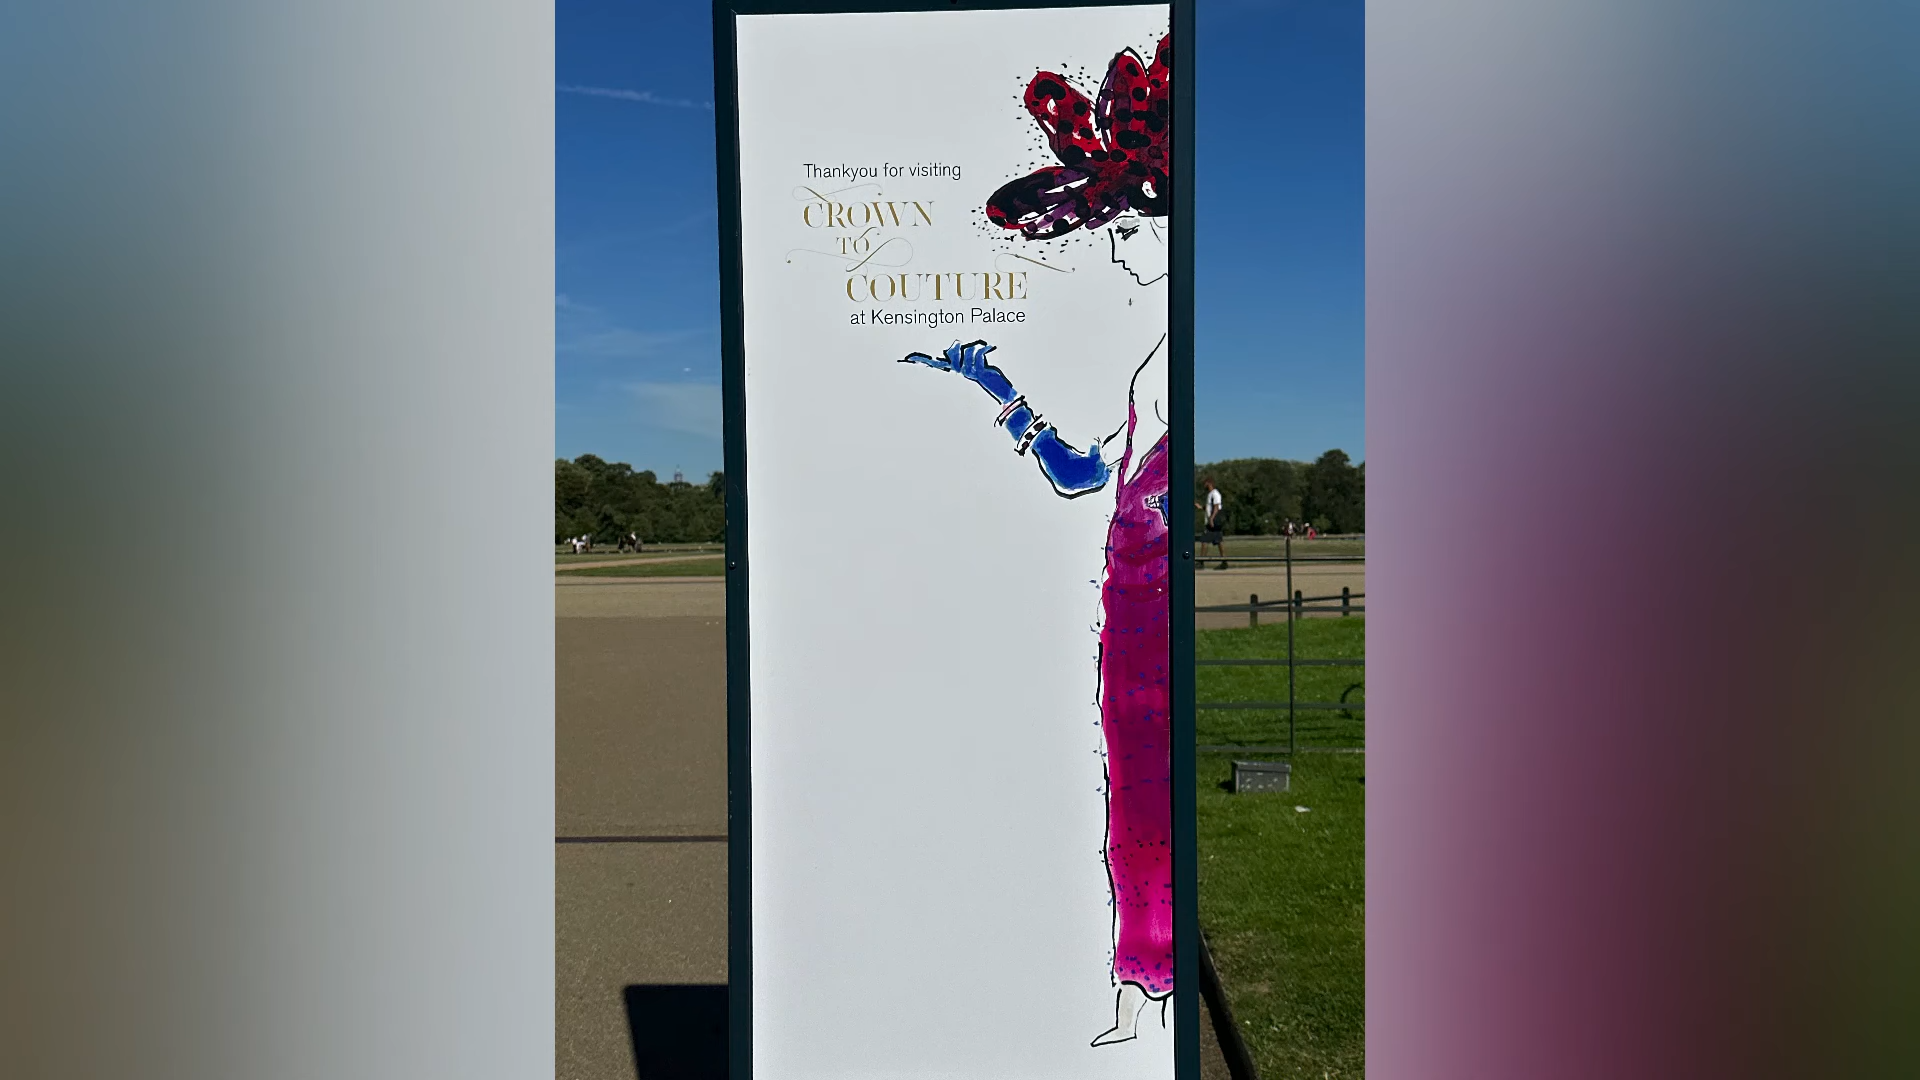 Thankyou for visiting
CROWN
TO
COUTURE
at Kensington Palace